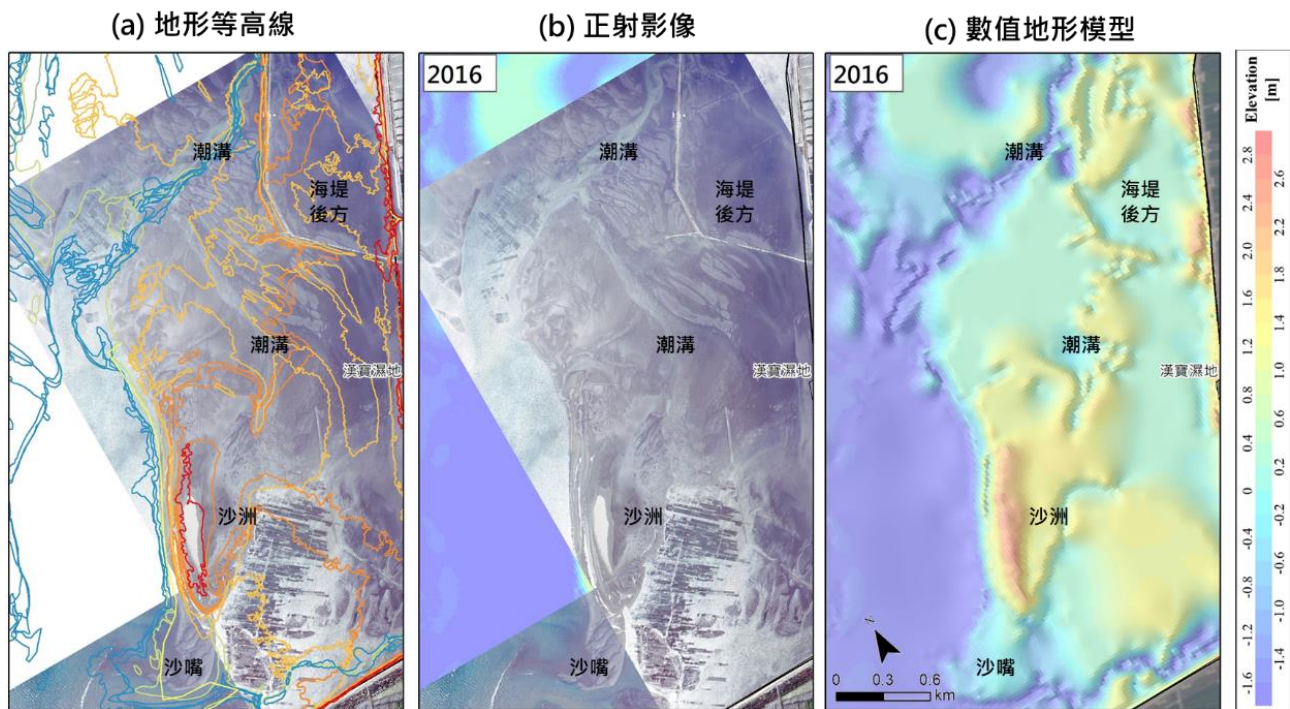 (a) 地形等高線
(b) 正射影像
(c) 數值地形模型
潮溝
海堤
後方
潮溝
漢寶濕地
沙洲
沙嘴
2016
潮溝
海堤
後方
潮溝
漢寶濕地
沙洲
沙嘴
2016
潮溝
海堤
後方
潮溝
漢寶濕地
沙洲
沙嘴
N
0 0.3 0.6
km
Elevation
[m]
2.8
2.6
2.4
2.2
2.0
1.8
1.6
1.4
1.2
1.0
0.8
0.6
0.4
0.2
0
-0.2
-0.4
-0.6
-0.8
-1.0
-1.2
-1.4
-1.6